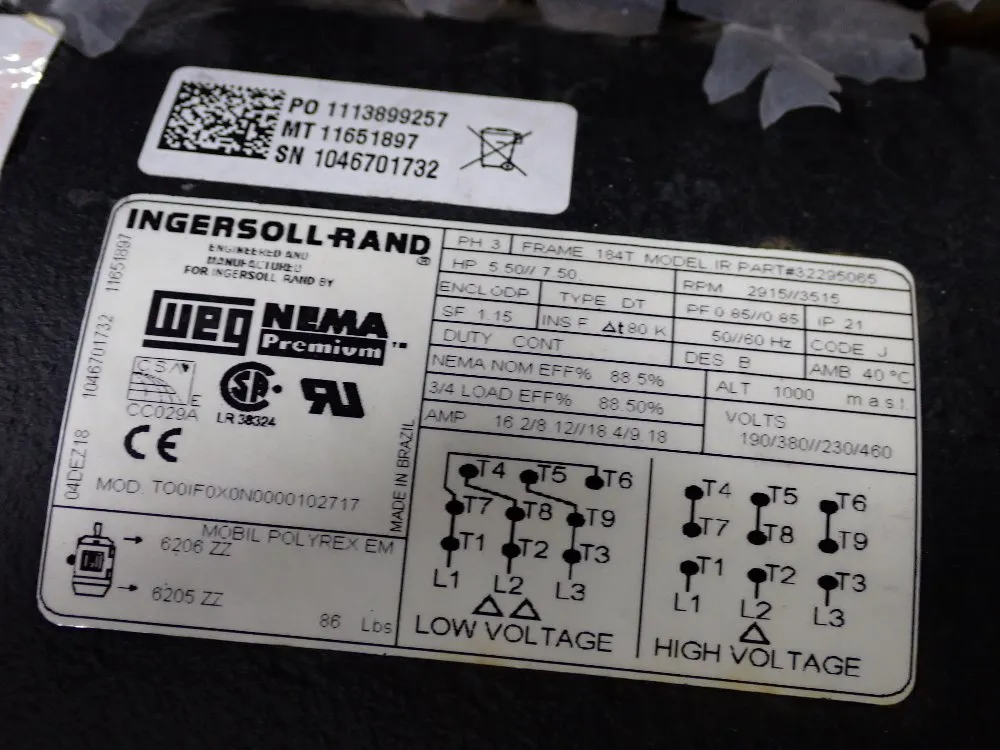 PO 1113899257
MT 11651897
SN 1046701732
INGERSOLL-RAND®
ENGINEERED AND
MANUFACTURED
FOR INGERSOLL RAND BY
WEG NEMA Premium™
CSA V
E
CC029A
SA®
LR 38324
RU
CE
MOD. TO0IF0X0N0000102717
04DEZ18 1046701732 11651897
MADE IN BRAZIL
MOBIL POLYREX EM
6206 ZZ
6205 ZZ
86 Lbs
PH 3 FRAME 184T MODEL IR PART#32295065
HP 5.50// 7.50 RPM 2915//3515
ENCL ODP TYPE DT PF 0.85//0.85 IP 21
SF 1.15 INS F Δt 80 K 50//60 Hz CODE J
DUTY CONT DES B AMB 40°C
NEMA NOM EFF% 88.5% ALT 1000 m.a.s.l.
3/4 LOAD EFF% 88.50% VOLTS
AMP 16.2/8.12//18.4/9.18 190/380//230/460
T4 T5 T6
T7 T8 T9
T1 T2 T3
L1 L2 L3
LOW VOLTAGE
T4 T5 T6
T7 T8 T9
T1 T2 T3
L1 L2 L3
HIGH VOLTAGE